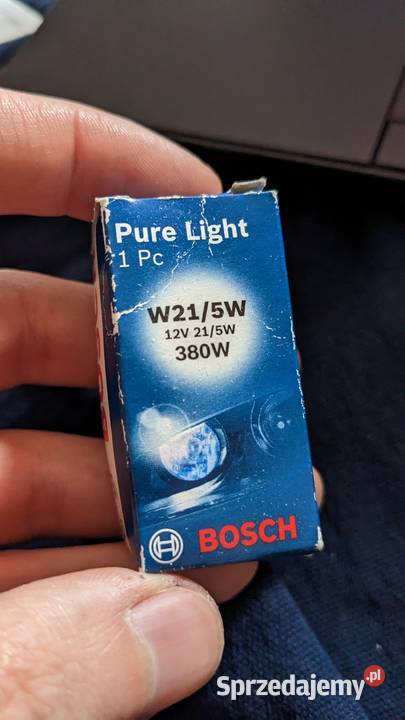 Pure Light
1 Pc
W21/5W
12V 21/5W
380W
BOSCH
Sprzedajemy.pl